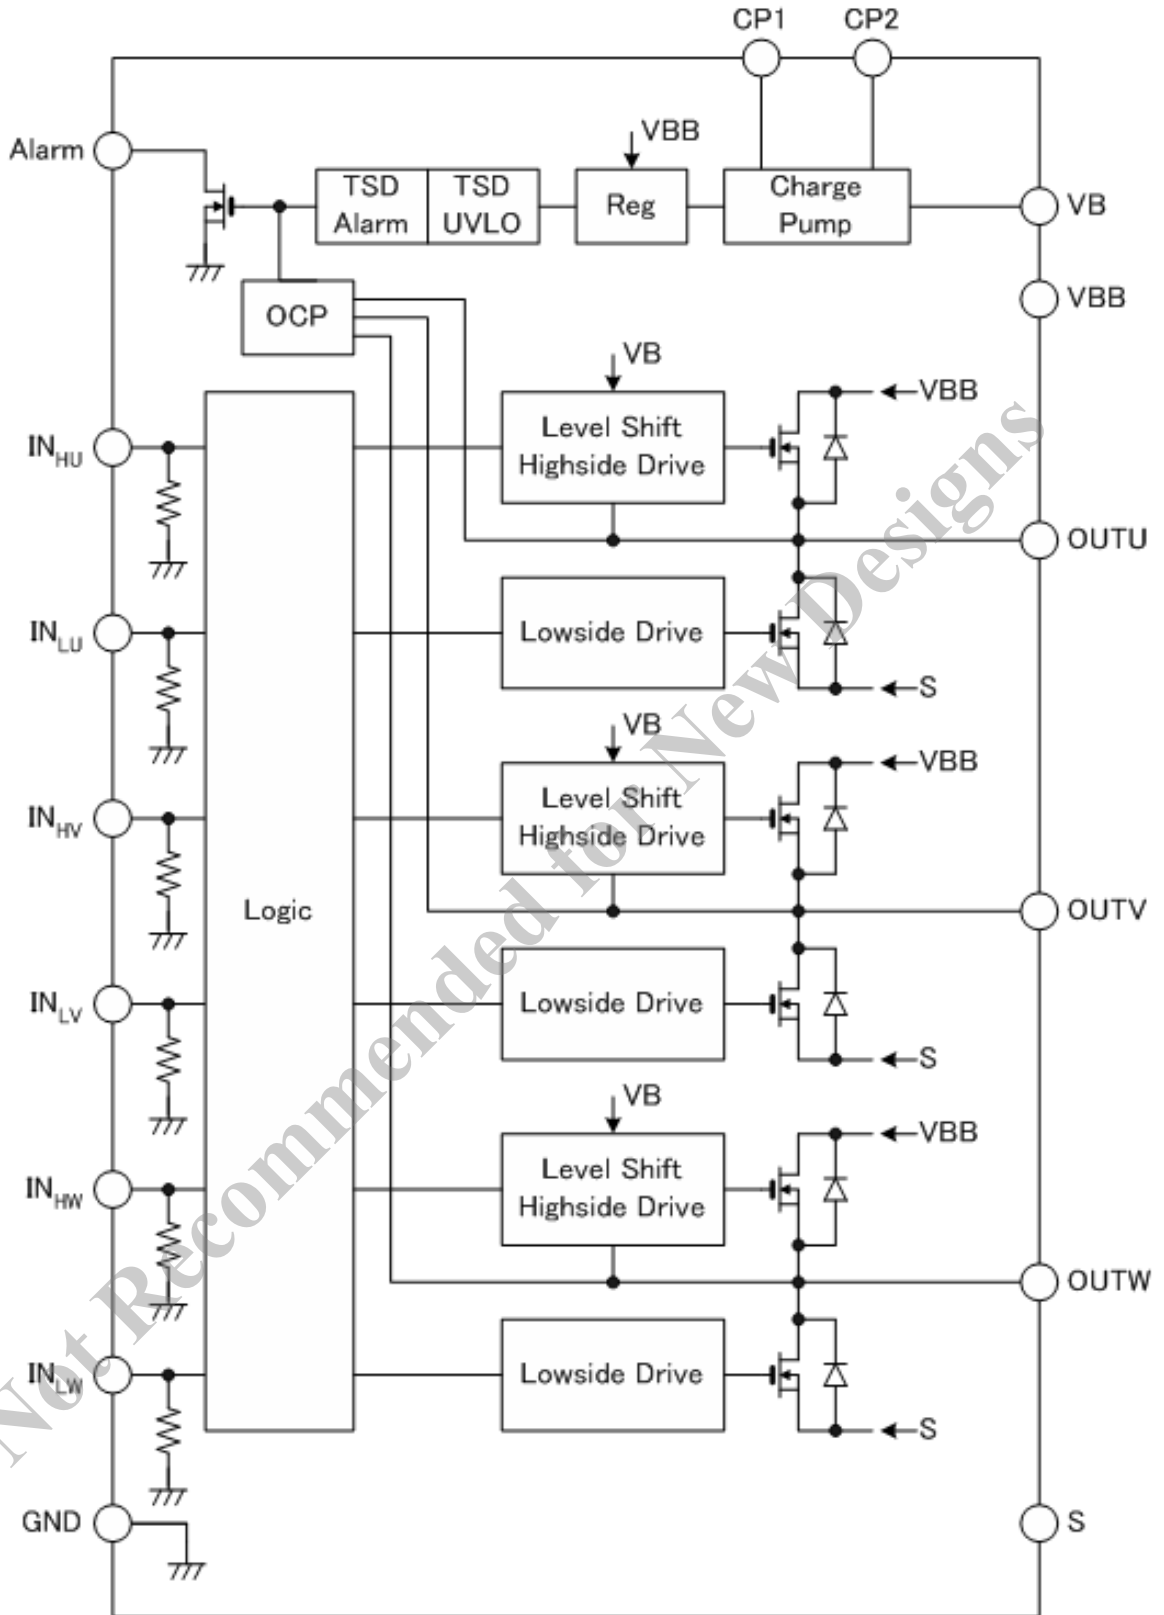 CP1 CP2
Alarm
VBB
TSD
Alarm
TSD
UVLO
Reg
Charge
Pump
VB
VBB
OCP
VB
VBB
IN_HU
Level Shift
Highside Drive
OUTU
IN_LU
Lowside Drive
S
VB
VBB
IN_HV
Level Shift
Highside Drive
Logic
OUTV
IN_LV
Lowside Drive
S
VB
VBB
IN_HW
Level Shift
Highside Drive
OUTW
IN_LW
Lowside Drive
S
GND
S
Not Recommended for New Designs